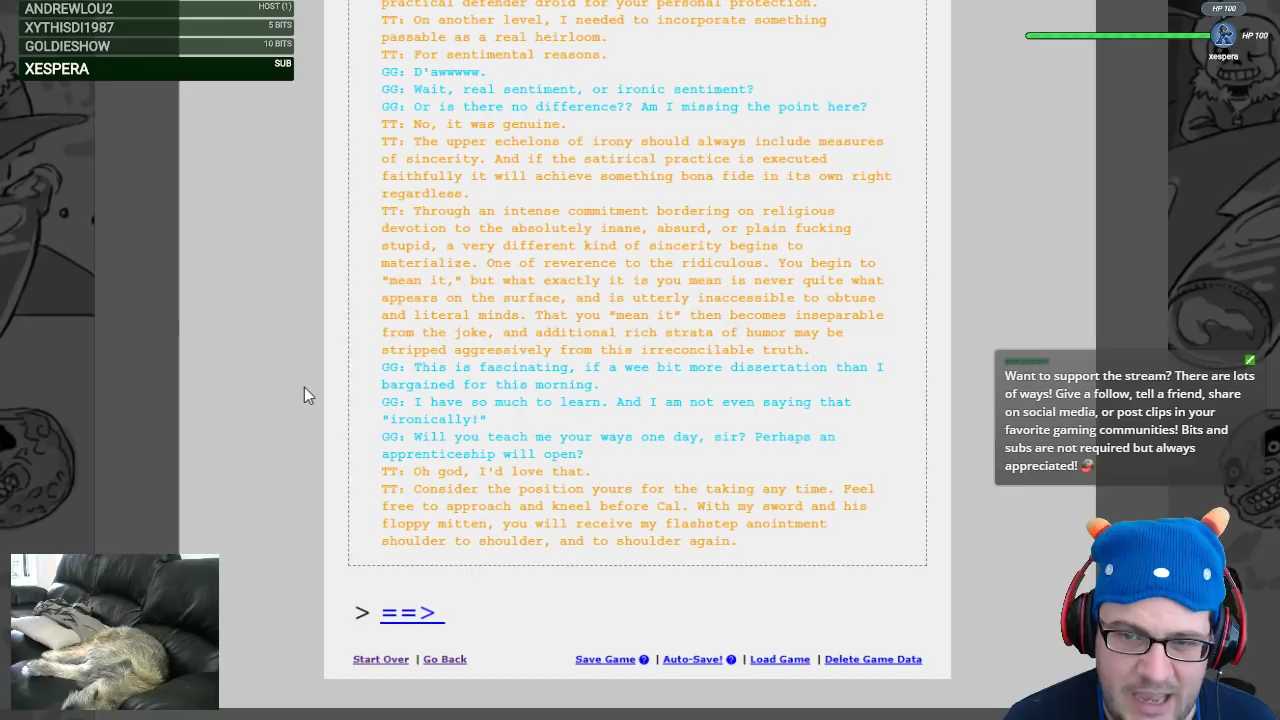 ANDREWLOU2
HOST (1)
XYTHISDI1987
5 BITS
GOLDIESHOW
10 BITS
XESPERA
SUB
practical defender droid for your personal protection.
TT: On another level, I needed to incorporate something
passable as a real heirloom.
TT: For sentimental reasons.
GG: D'awwwww.
GG: Wait, real sentiment, or ironic sentiment?
GG: Or is there no difference?? Am I missing the point here?
TT: No, it was genuine.
TT: The upper echelons of irony should always include measures
of sincerity. And if the satirical practice is executed
faithfully it will achieve something bona fide in its own right
regardless.
TT: Through an intense commitment bordering on religious
devotion to the absolutely inane, absurd, or plain fucking
stupid, a very different kind of sincerity begins to
materialize. One of reverence to the ridiculous. You begin to
"mean it," but what exactly it is you mean is never quite what
appears on the surface, and is utterly inaccessible to obtuse
and literal minds. That you "mean it" then becomes inseparable
from the joke, and additional rich strata of humor may be
stripped aggressively from this irreconcilable truth.
GG: This is fascinating, if a wee bit more dissertation than I
bargained for this morning.
GG: I have so much to learn. And I am not even saying that
"ironically!"
GG: Will you teach me your ways one day, sir? Perhaps an
apprenticeship will open?
TT: Oh god, I'd love that.
TT: Consider the position yours for the taking any time. Feel
free to approach and kneel before Cal. With my sword and his
floppy mitten, you will receive my flashstep anointment
shoulder to shoulder, and to shoulder again.
> ==>
Start Over | Go Back
Save Game ? | Auto-Save! ? | Load Game | Delete Game Data
HP 100
HP 100
xespera
Want to support the stream? There are lots
of ways! Give a follow, tell a friend, share
on social media, or post clips in your
favorite gaming communities! Bits and
subs are not required but always
appreciated!